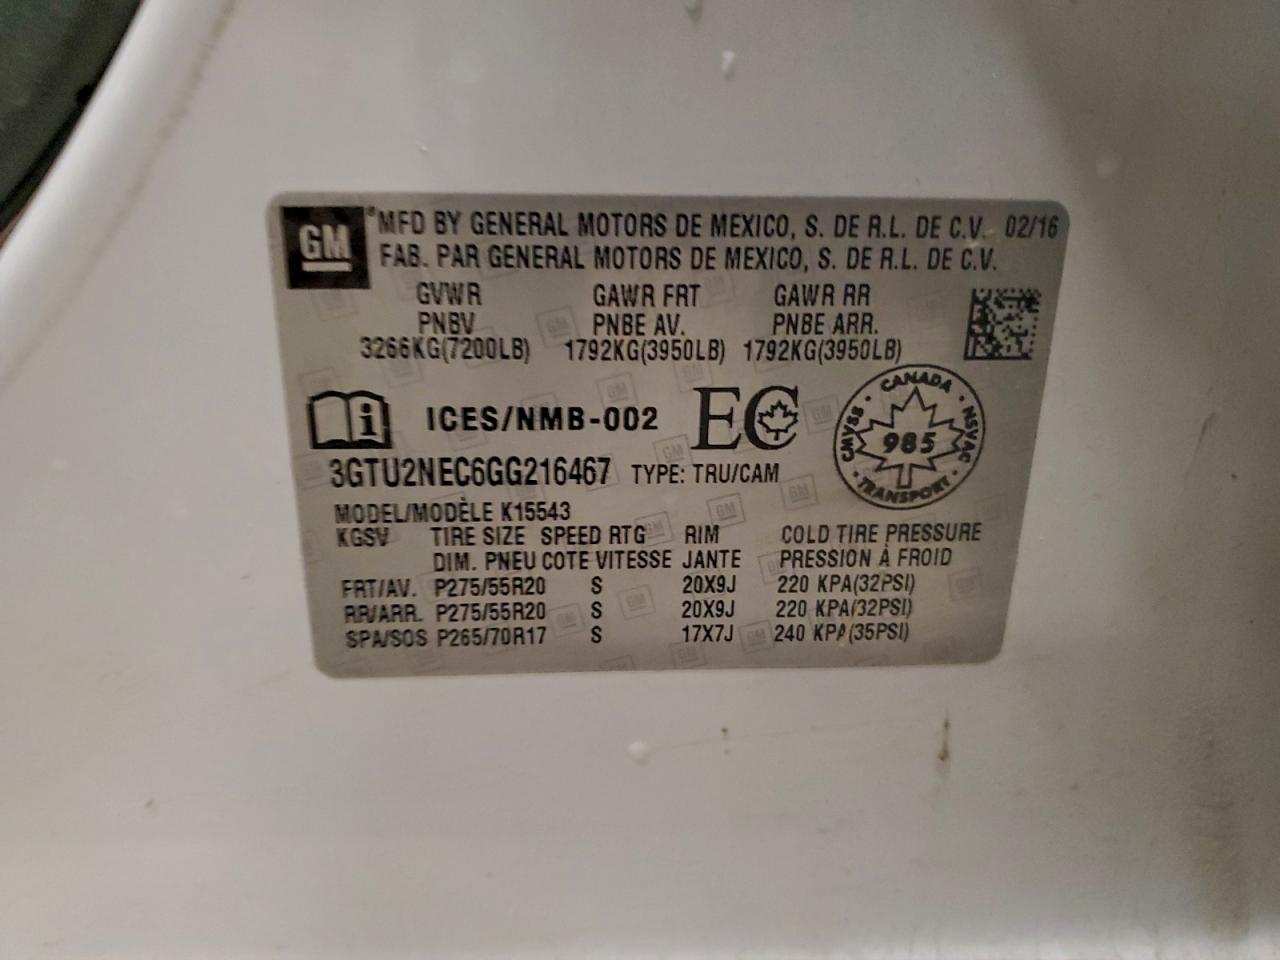 GM
MFD BY GENERAL MOTORS DE MEXICO, S. DE R.L. DE C.V. 02/16
FAB. PAR GENERAL MOTORS DE MEXICO, S. DE R.L. DE C.V.
GVWR GAWR FRT GAWR RR
PNBV PNBE AV. PNBE ARR.
3266KG(7200LB) 1792KG(3950LB) 1792KG(3950LB)
i ICES/NMB-002 EC
CANADA
CMVSS 985 NSVAC
TRANSPORT
3GTU2NEC6GG216467 TYPE: TRU/CAM
MODEL/MODÈLE K15543
KGSV TIRE SIZE SPEED RTG RIM COLD TIRE PRESSURE
DIM. PNEU COTE VITESSE JANTE PRESSION À FROID
FRT/AV. P275/55R20 S 20X9J 220 KPA(32PSI)
RR/ARR. P275/55R20 S 20X9J 220 KPA(32PSI)
SPA/SOS P265/70R17 S 17X7J 240 KPA(35PSI)